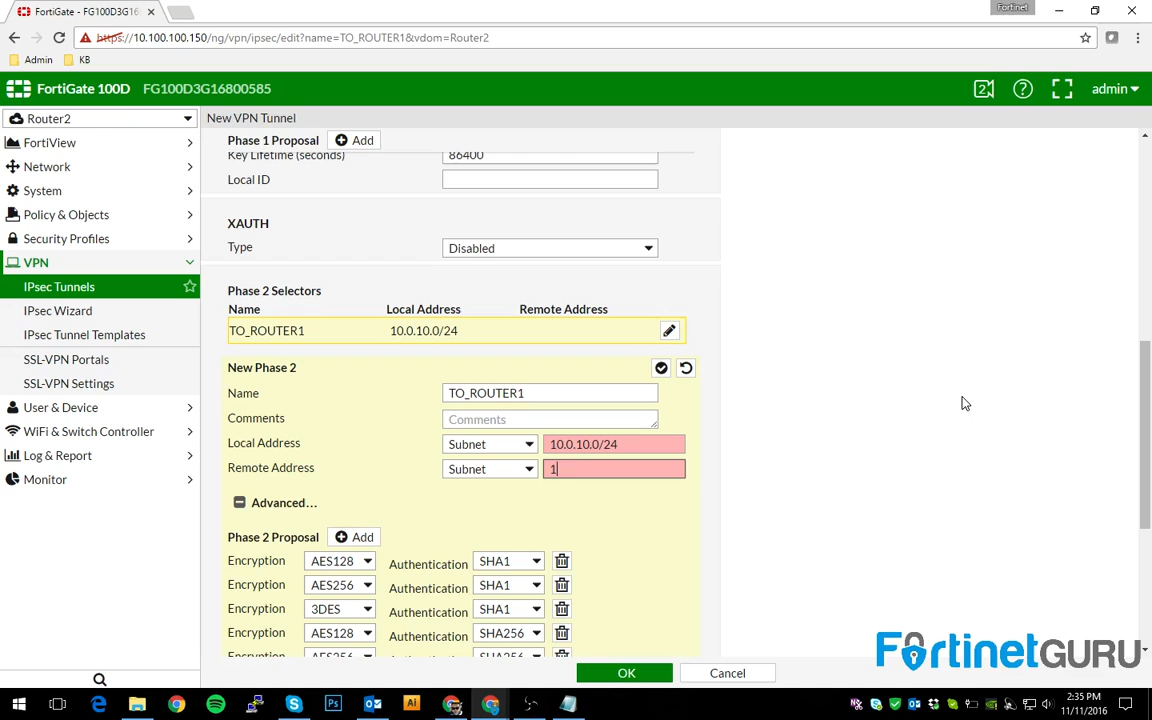 FortiGate - FG100D3G16
Fortinet
https://10.100.100.150/ng/vpn/ipsec/edit?name=TO_ROUTER1&vdom=Router2
Admin KB
FortiGate 100D FG100D3G16800585
2 admin
Router2
New VPN Tunnel
FortiView
Network
System
Policy & Objects
Security Profiles
VPN
IPsec Tunnels
IPsec Wizard
IPsec Tunnel Templates
SSL-VPN Portals
SSL-VPN Settings
User & Device
WiFi & Switch Controller
Log & Report
Monitor
Phase 1 Proposal Add
Key Lifetime (seconds) 86400
Local ID
XAUTH
Type Disabled
Phase 2 Selectors
Name Local Address Remote Address
TO_ROUTER1 10.0.10.0/24
New Phase 2
Name TO_ROUTER1
Comments Comments
Local Address Subnet 10.0.10.0/24
Remote Address Subnet 1
Advanced...
Phase 2 Proposal Add
Encryption AES128 Authentication SHA1
Encryption AES256 Authentication SHA1
Encryption 3DES Authentication SHA1
Encryption AES128 Authentication SHA256
Encryption AES256 Authentication SHA256
OK Cancel
FortinetGURU
2:35 PM
11/11/2016